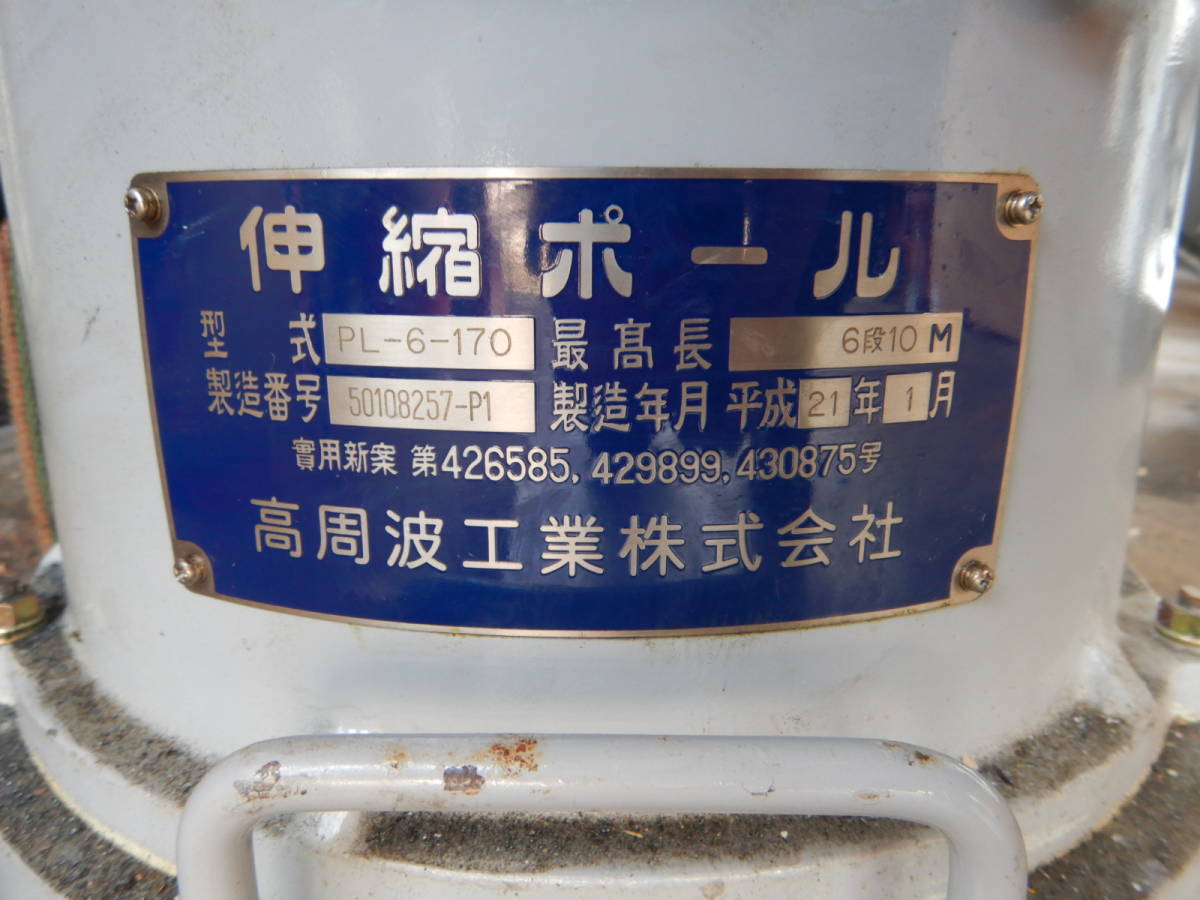 伸縮ポール
型式 PL-6-170 最髙長 6段10 M
製造番号 50108257-P1 製造年月 平成21年1月
實用新案 第426585, 429899, 430875号
高周波工業株式会社